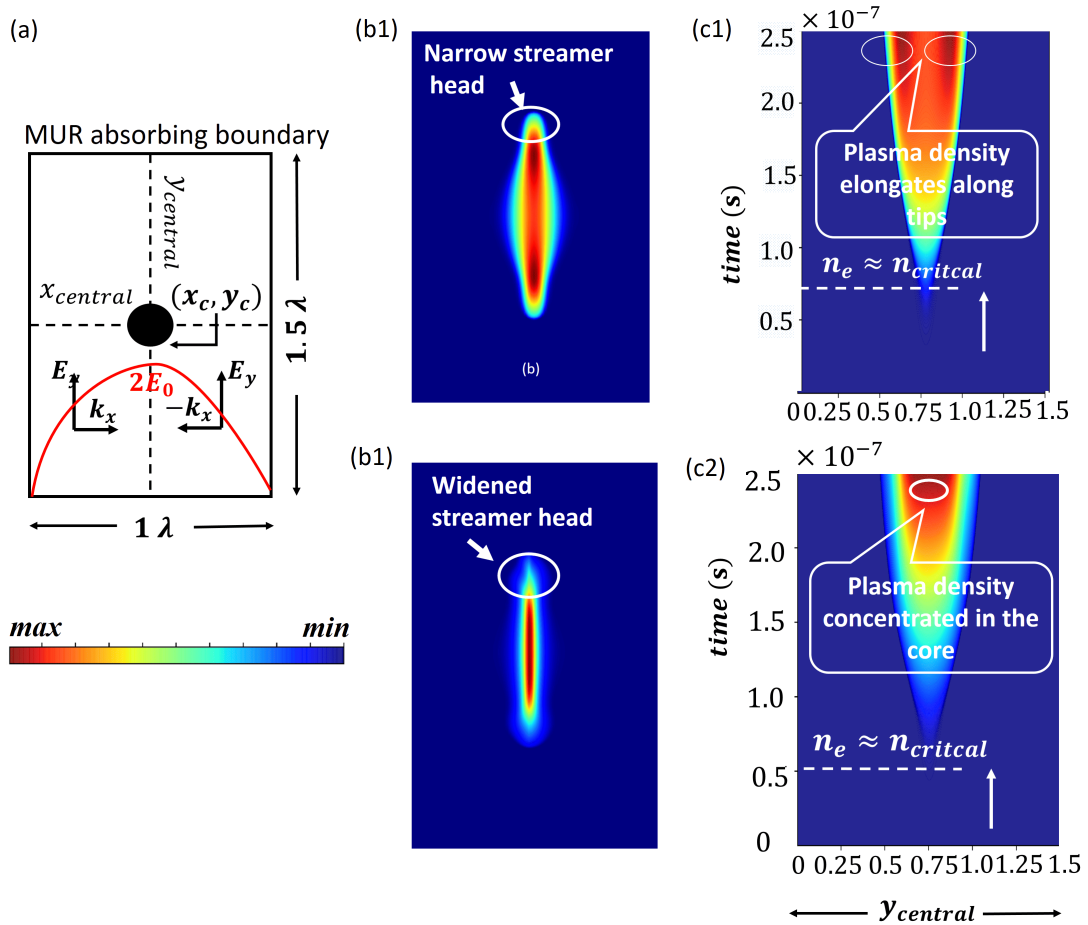 (a)
MUR absorbing boundary
y_central
x_central
(x_c, y_c)
1.5 λ
E_y
2E_0
E_y
k_x
−k_x
1 λ
max
min
(b1)
Narrow streamer
head
(b)
(b1)
Widened
streamer head
(c1)
× 10^−7
2.5
2.0
1.5
1.0
0.5
time (s)
Plasma density
elongates along
tips
n_e ≈ n_critcal
0 0.25 0.5 0.75 1.0 1.25 1.5
(c2)
× 10^−7
2.5
2.0
1.5
1.0
0.5
0
time (s)
Plasma density
concentrated in the
core
n_e ≈ n_critcal
0 0.25 0.5 0.75 1.0 1.25 1.5
y_central